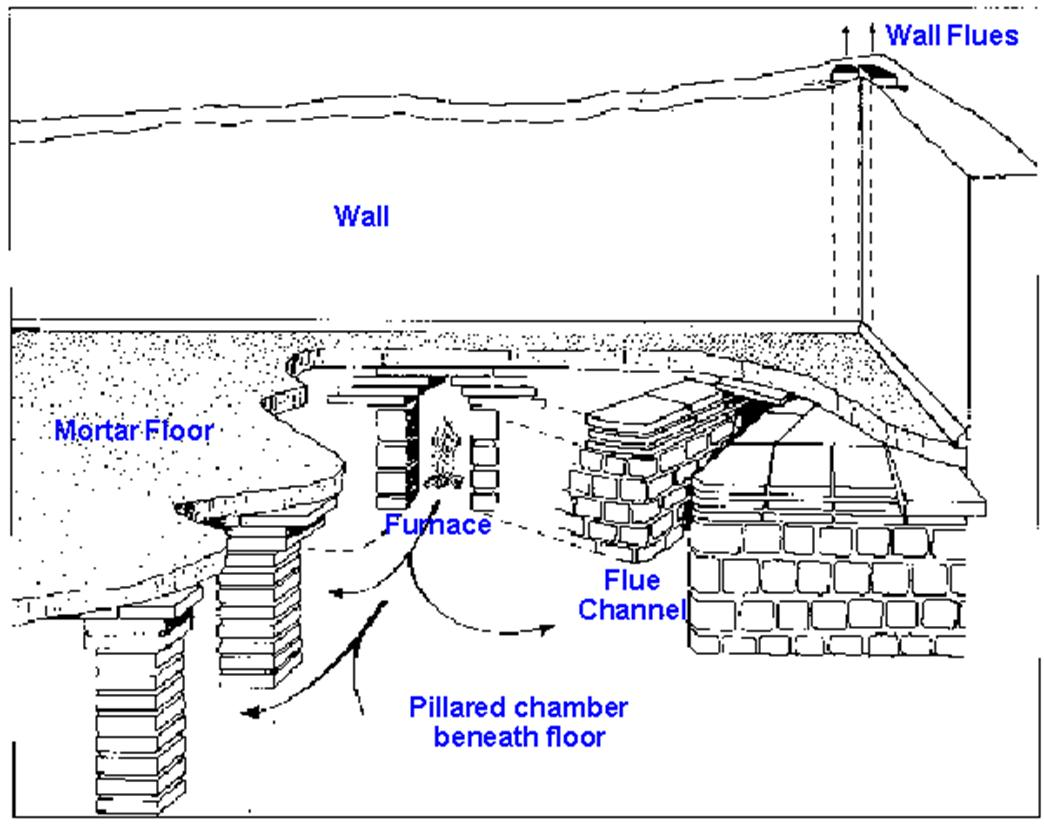 Wall Flues
Wall
Mortar Floor
Furnace
Flue
Channel
Pillared chamber
beneath floor